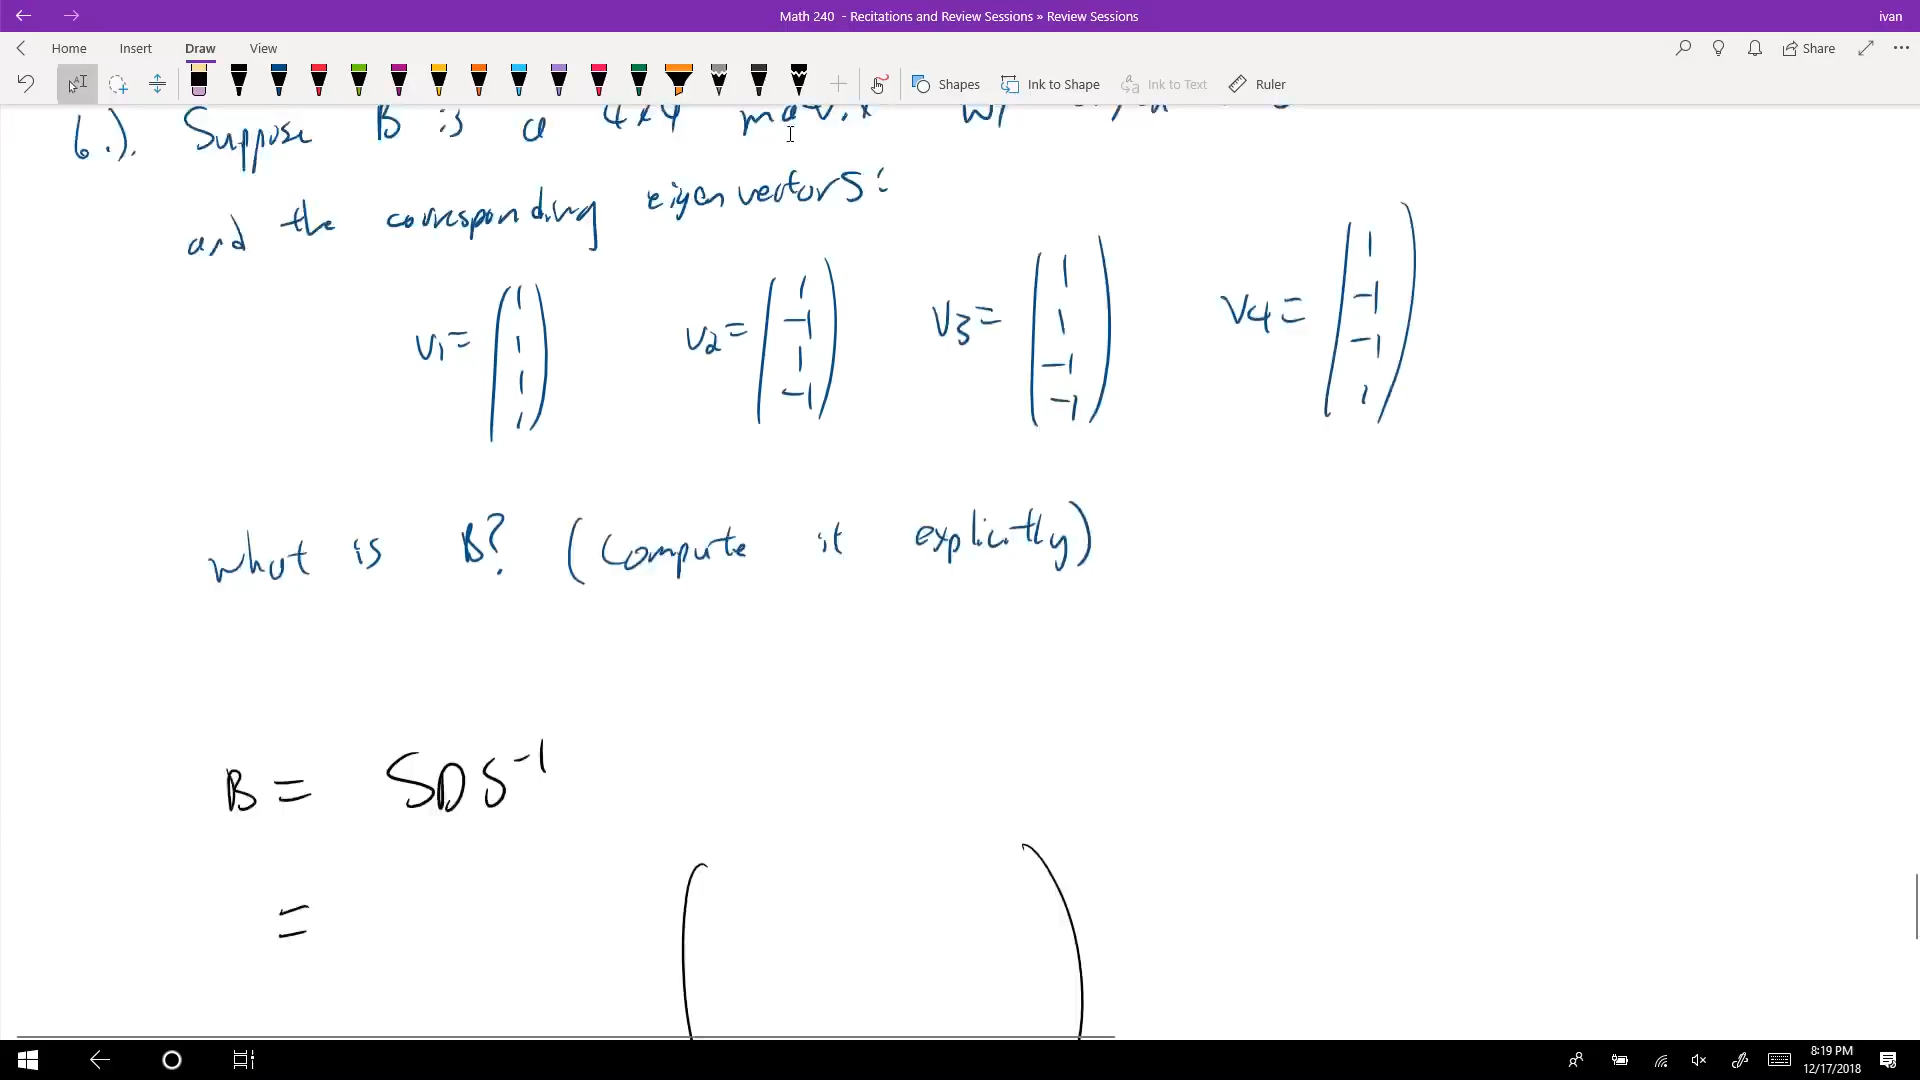 Math 240 - Recitations and Review Sessions » Review Sessions
ivan
Home Insert Draw View
Share
Shapes Ink to Shape Ink to Text Ruler
6.). Suppose B is a 4x4 matrix w/
and the corresponding eigenvectors:
v1 = (1 1 1 1) v2 = (1 -1 1 -1) v3 = (1 1 -1 -1) v4 = (1 -1 -1 1)
what is B? (compute it explicitly)
B = SDS⁻¹
=
8:19 PM
12/17/2018